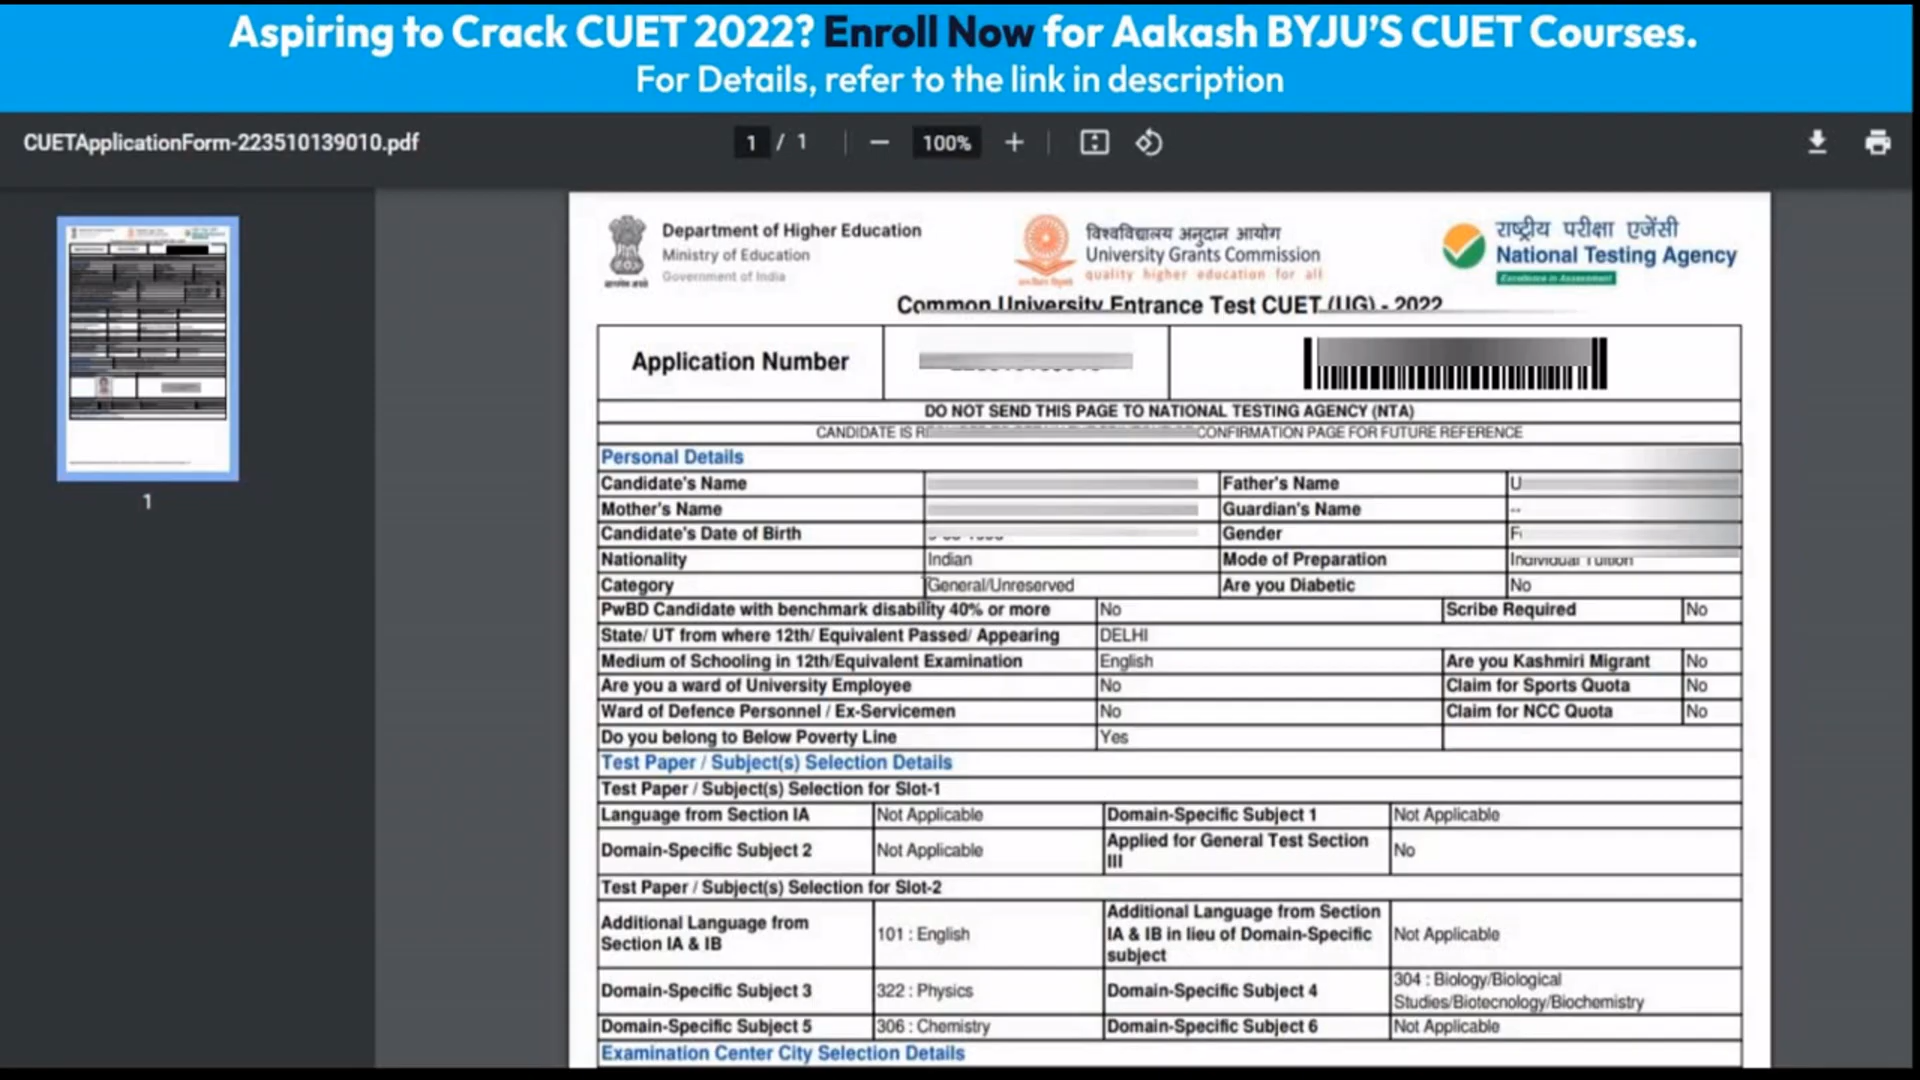 Aspiring to Crack CUET 2022? Enroll Now for Aakash BYJU'S CUET Courses.
For Details, refer to the link in description
CUETApplicationForm-223510139010.pdf
1 / 1
100%
1
Department of Higher Education
Ministry of Education
Government of India
विश्वविद्यालय अनुदान आयोग
University Grants Commission
quality higher education for all
राष्ट्रीय परीक्षा एजेंसी
National Testing Agency
Excellence in Assessment
Common University Entrance Test CUET (UG) - 2022
Application Number
DO NOT SEND THIS PAGE TO NATIONAL TESTING AGENCY (NTA)
CANDIDATE IS CONFIRMATION PAGE FOR FUTURE REFERENCE
Personal Details
Candidate's Name Father's Name U
Mother's Name Guardian's Name --
Candidate's Date of Birth Gender F
Nationality Indian Mode of Preparation Individual Tuition
Category General/Unreserved Are you Diabetic No
PwBD Candidate with benchmark disability 40% or more No Scribe Required No
State/ UT from where 12th/ Equivalent Passed/ Appearing DELHI
Medium of Schooling in 12th/Equivalent Examination English Are you Kashmiri Migrant No
Are you a ward of University Employee No Claim for Sports Quota No
Ward of Defence Personnel / Ex-Servicemen No Claim for NCC Quota No
Do you belong to Below Poverty Line Yes
Test Paper / Subject(s) Selection Details
Test Paper / Subject(s) Selection for Slot-1
Language from Section IA Not Applicable Domain-Specific Subject 1 Not Applicable
Domain-Specific Subject 2 Not Applicable Applied for General Test Section III No
Test Paper / Subject(s) Selection for Slot-2
Additional Language from Section IA & IB 101 : English Additional Language from Section IA & IB in lieu of Domain-Specific subject Not Applicable
Domain-Specific Subject 3 322 : Physics Domain-Specific Subject 4 304 : Biology/Biological Studies/Biotecnology/Biochemistry
Domain-Specific Subject 5 306 : Chemistry Domain-Specific Subject 6 Not Applicable
Examination Center City Selection Details